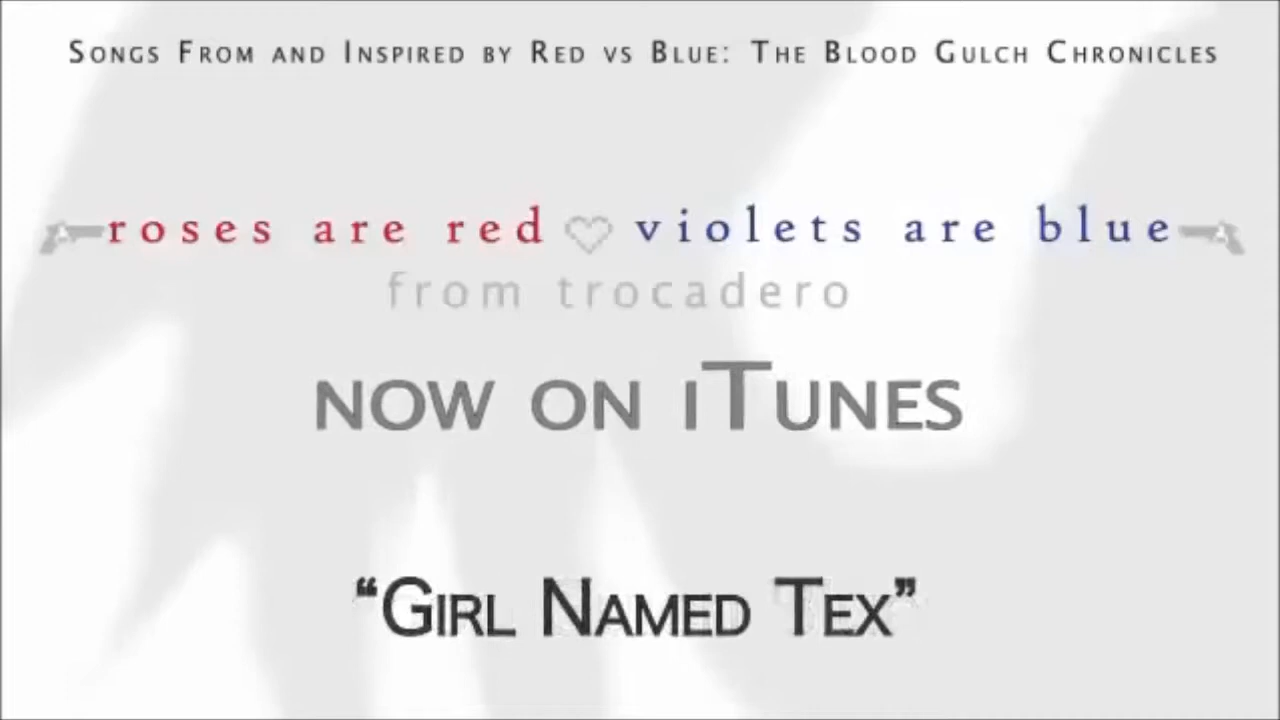 Songs From and Inspired by Red vs Blue: The Blood Gulch Chronicles
roses are red violets are blue
from trocadero
now on iTunes
“Girl Named Tex”